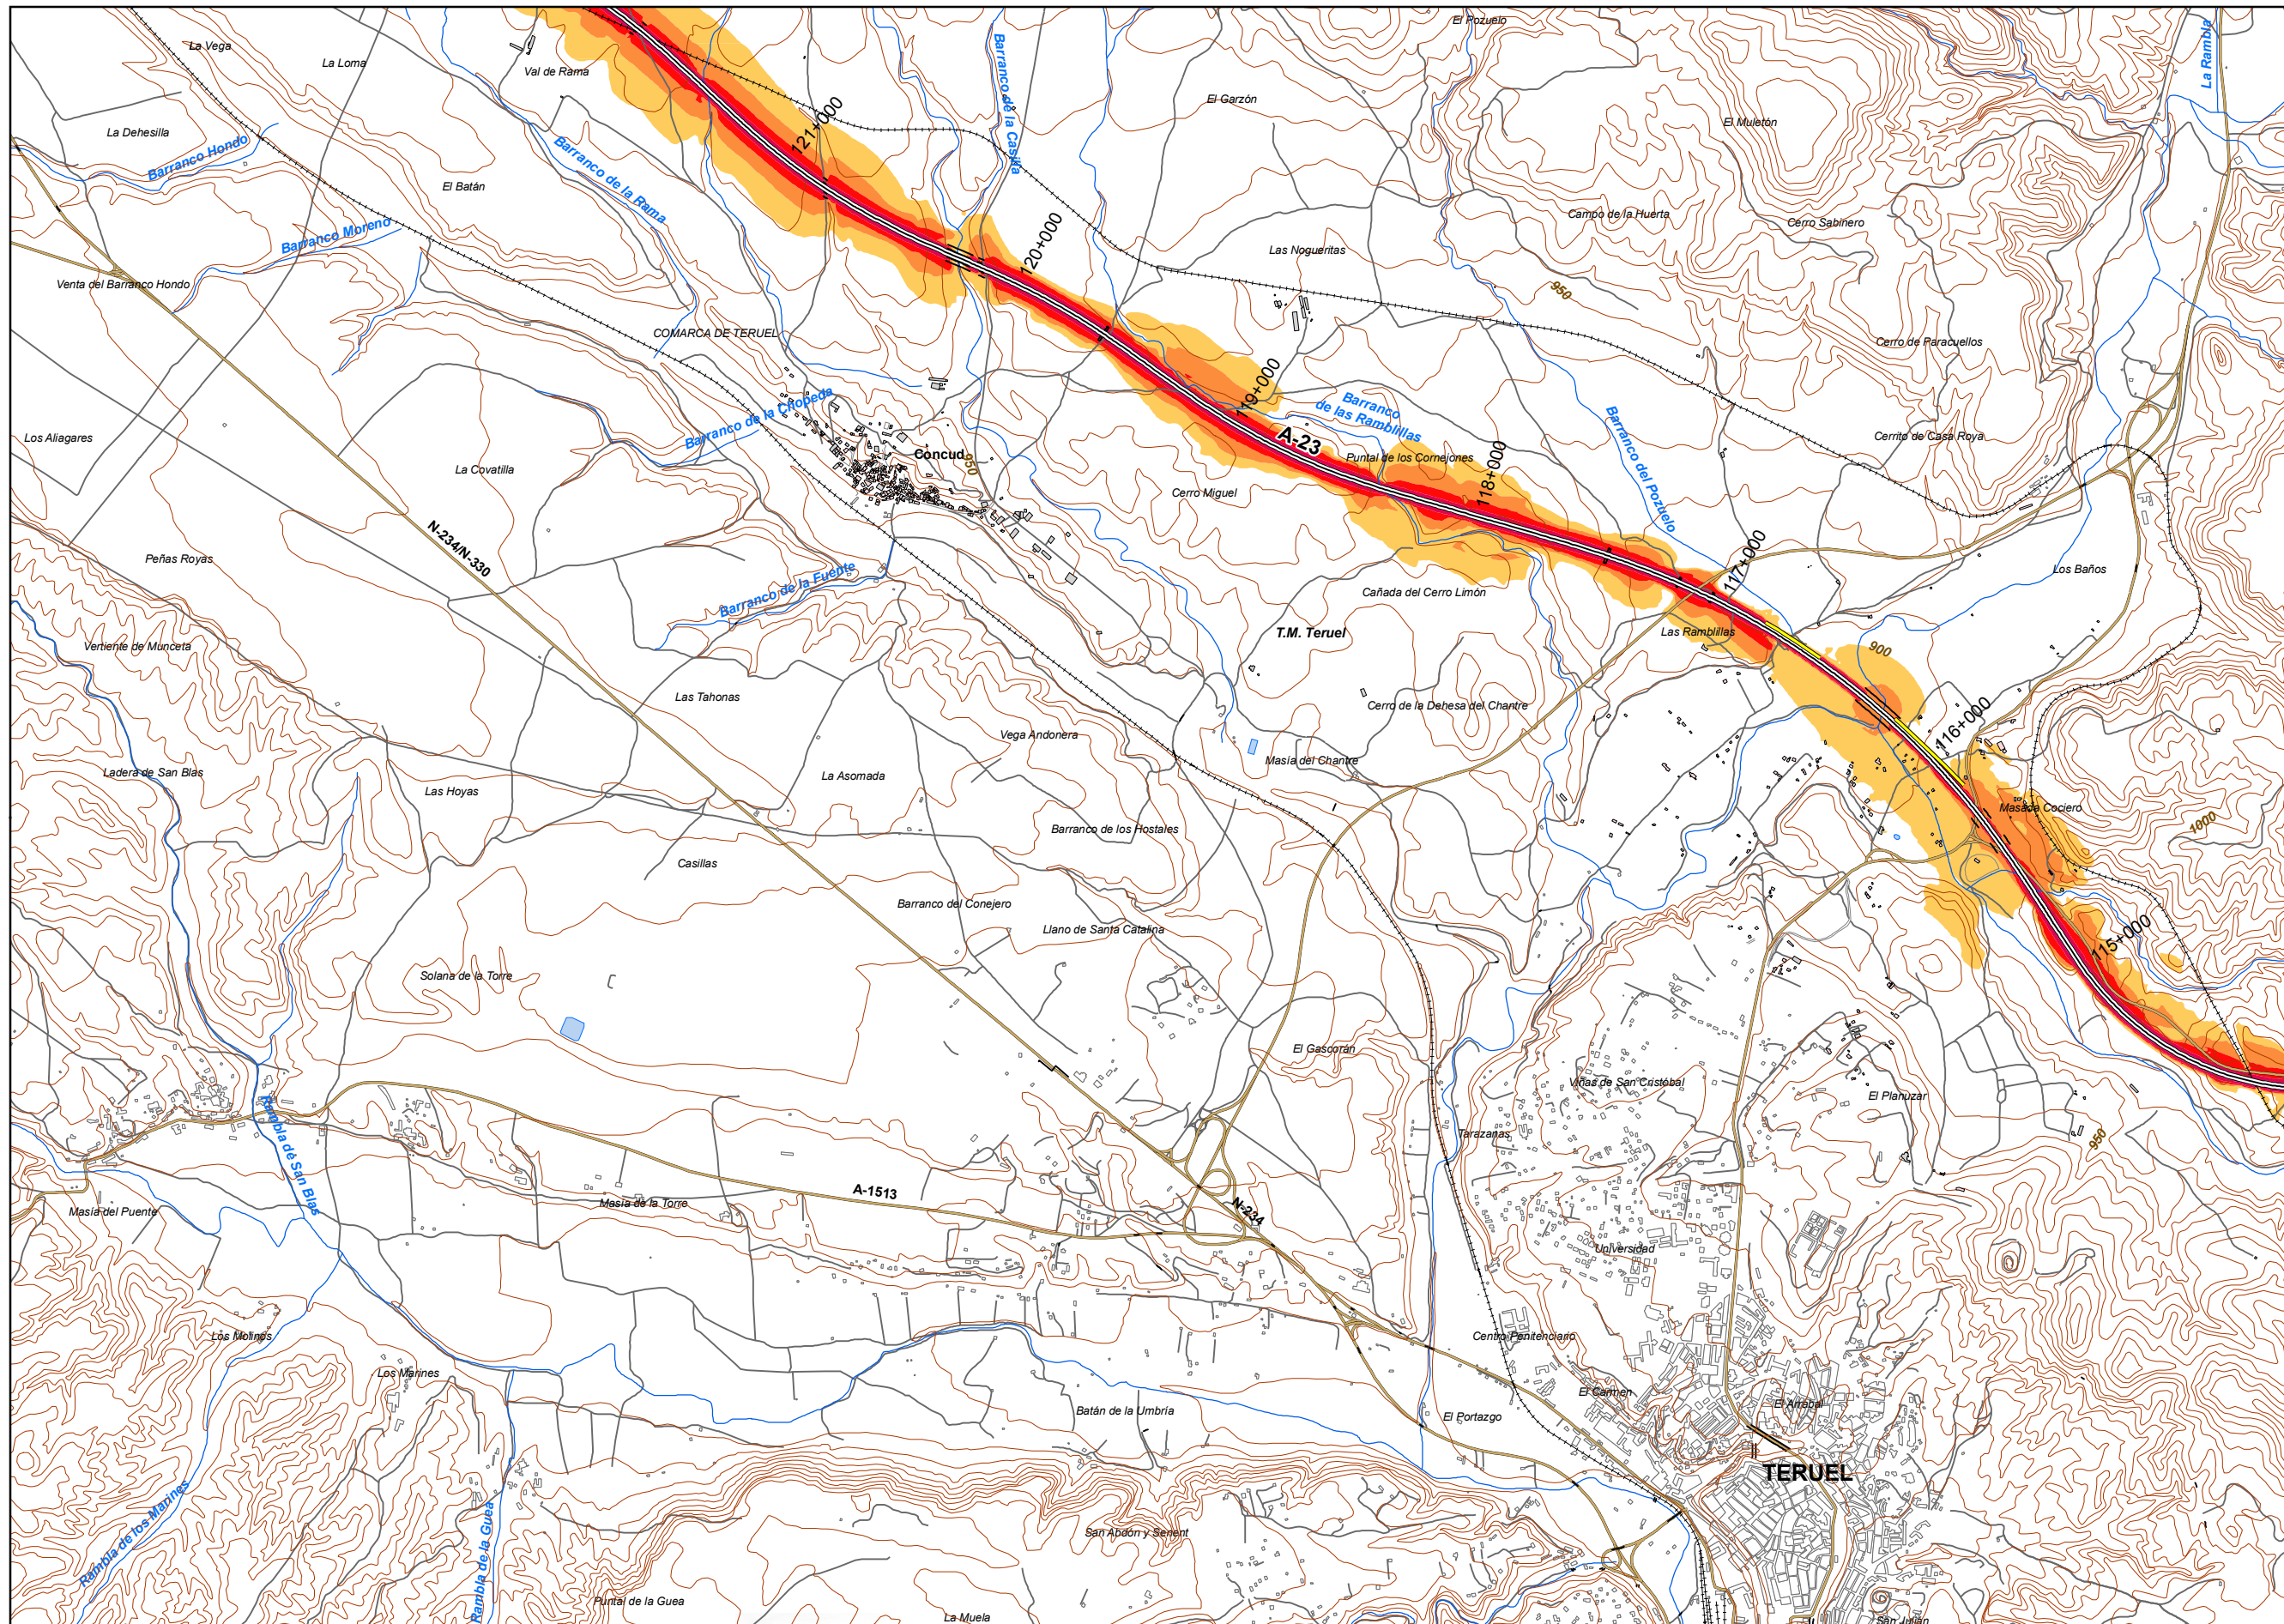 El Pozuelo
La Rambla
La Vega
La Loma
Val de Rama
Barranco de la Casilla
El Garzón
El Muletón
La Dehesilla
Barranco Hondo
121+000
Barranco de la Rama
El Batán
Barranco Moreno
120+000
Campo de la Huerta
Cerro Sabinero
Las Nogueritas
Venta del Barranco Hondo
950
COMARCA DE TERUEL
Cerro de Paracuellos
119+000
Barranco
de las Ramblillas
Barranco de la Chopeda
Los Aliagares
A-23
Cerrito de Casa Roya
Concud
950
La Covatilla
Puntal de los Cornejones
118+000
Barranco del Pozuelo
Cerro Miguel
N-234/N-330
Peñas Royas
117+000
Los Baños
Barranco de la Fuente
Cañada del Cerro Limón
T.M. Teruel
Las Ramblillas
Vertiente de Munceta
900
Las Tahonas
Cerro de la Dehesa del Chantre
116+000
Vega Andonera
Masía del Chantre
Ladera de San Blas
La Asomada
Las Hoyas
Masada Cociero
1000
Barranco de los Hostales
Casillas
Barranco del Conejero
Llano de Santa Catalina
115+000
Solana de la Torre
El Gascorán
Viñas de San Cristóbal
El Planuzar
Rambla de San Blas
Tarazanas
950
A-1513
Masía de la Torre
Masía del Puente
N-234
Universidad
Los Molinos
Centro Penitenciario
Los Marines
El Carmen
El Arrabal
Batán de la Umbría
El Portazgo
TERUEL
Rambla de los Marines
Rambla de la Guea
San Abdón y Senent
Puntal de la Guea
La Muela
San Julián